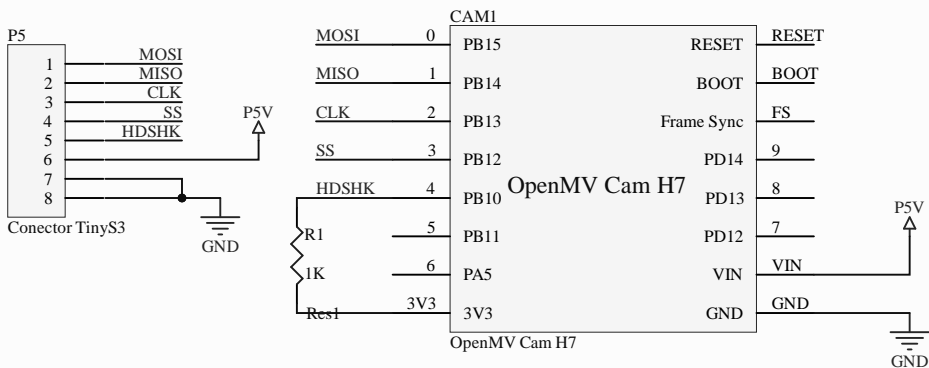 P5
1 MOSI
2 MISO
3 CLK
4 SS
5 HDSHK
6
7
8
P5V
GND
Conector TinyS3
CAM1
MOSI 0 PB15
MISO 1 PB14
CLK 2 PB13
SS 3 PB12
HDSHK 4 PB10
5 PB11
6 PA5
3V3 3V3
R1
1K
Res1
OpenMV Cam H7
RESET RESET
BOOT BOOT
Frame Sync FS
PD14 9
PD13 8
PD12 7
VIN VIN
GND GND
P5V
GND
OpenMV Cam H7